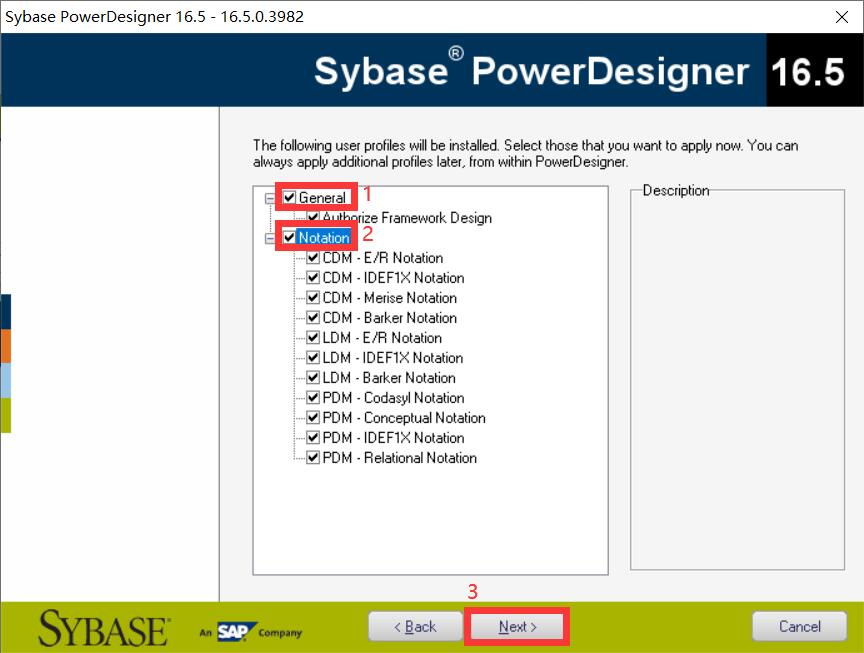 Sybase PowerDesigner 16.5 - 16.5.0.3982
Sybase® PowerDesigner 16.5
The following user profiles will be installed. Select those that you want to apply now. You can
always apply additional profiles later, from within PowerDesigner.
General 1
Authorize Framework Design
Notation 2
CDM - E/R Notation
CDM - IDEF1X Notation
CDM - Merise Notation
CDM - Barker Notation
LDM - E/R Notation
LDM - IDEF1X Notation
LDM - Barker Notation
PDM - Codasyl Notation
PDM - Conceptual Notation
PDM - IDEF1X Notation
PDM - Relational Notation
Description
3
SYBASE® An SAP Company
< Back
Next >
Cancel